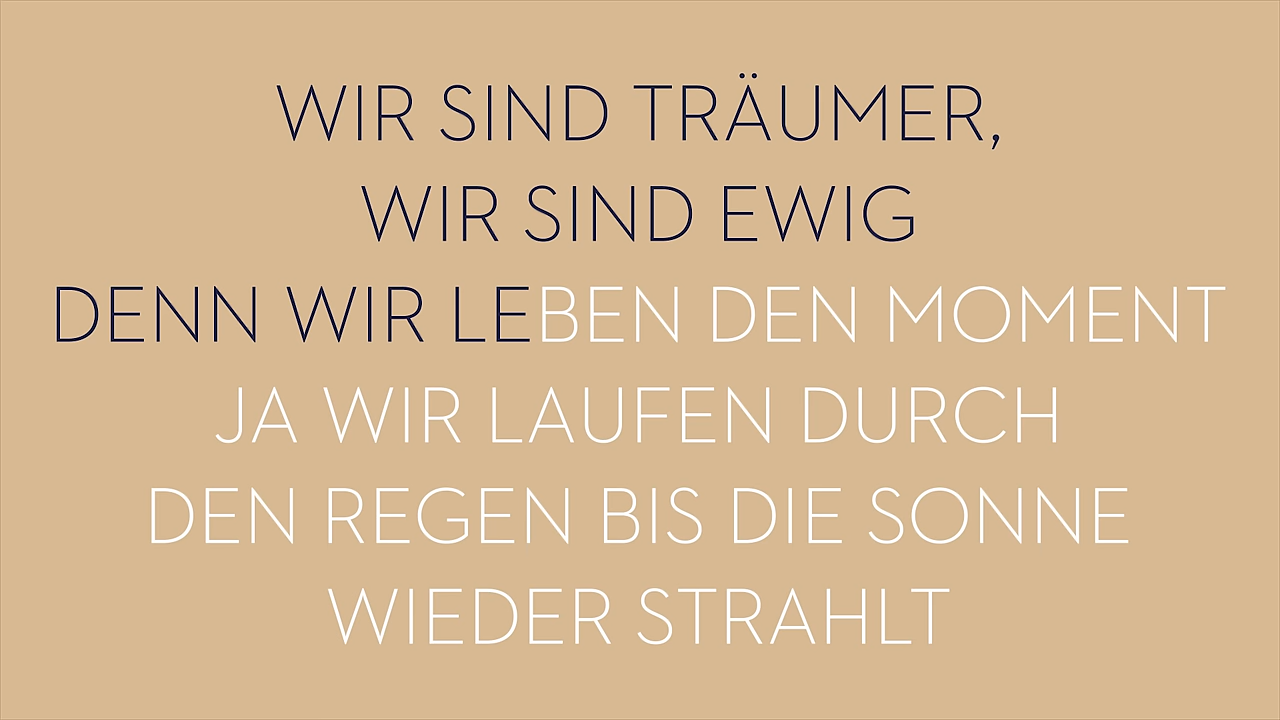 WIR SIND TRÄUMER,
WIR SIND EWIG
DENN WIR LEBEN DEN MOMENT
JA WIR LAUFEN DURCH
DEN REGEN BIS DIE SONNE
WIEDER STRAHLT